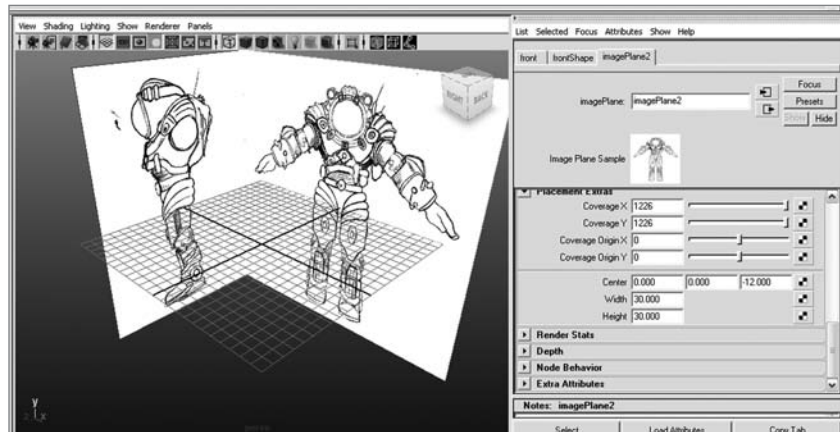 View Shading Lighting Show Renderer Panels
RIGHT BACK
y
x
List Selected Focus Attributes Show Help
front frontShape imagePlane2
imagePlane: imagePlane2
Focus
Presets
Show Hide
Image Plane Sample
Placement Extras
Coverage X 1226
Coverage Y 1226
Coverage Origin X 0
Coverage Origin Y 0
Center 0.000 0.000 -12.000
Width 30.000
Height 30.000
Render Stats
Depth
Node Behavior
Extra Attributes
Notes: imagePlane2
Select Load Attributes Copy Tab